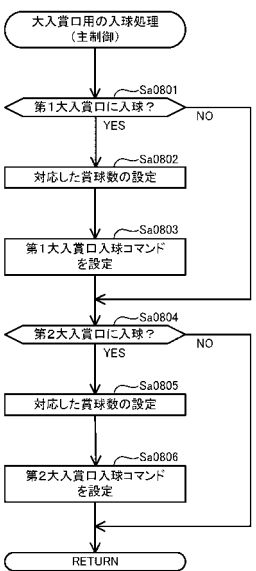 大入賞口用の入球処理
(主制御)
Sa0801
第1大入賞口に入球?
NO
YES
Sa0802
対応した賞球数の設定
Sa0803
第1大入賞口入球コマンド
を設定
Sa0804
第2大入賞口に入球?
NO
YES
Sa0805
対応した賞球数の設定
Sa0806
第2大入賞口入球コマンド
を設定
RETURN